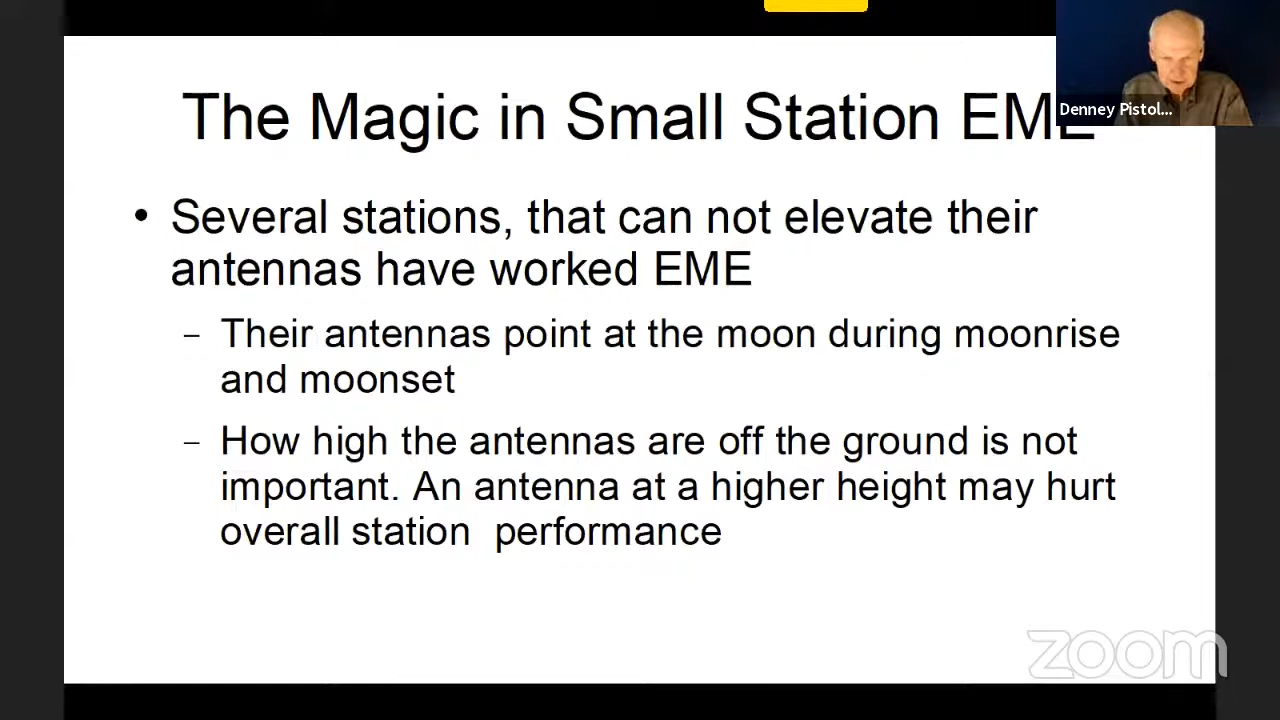 The Magic in Small Station EME
Denney Pistol...
• Several stations, that can not elevate their
antennas have worked EME
– Their antennas point at the moon during moonrise
and moonset
– How high the antennas are off the ground is not
important. An antenna at a higher height may hurt
overall station  performance
zoom